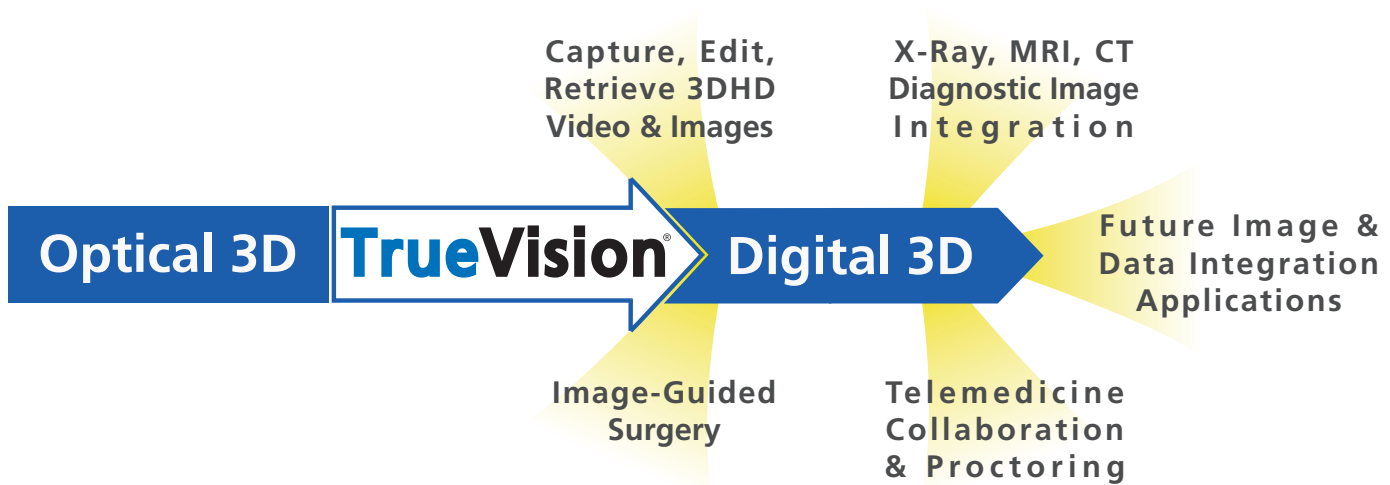 Capture, Edit,
Retrieve 3DHD
Video & Images
X-Ray, MRI, CT
Diagnostic Image
Integration
Optical 3D
TrueVision®
Digital 3D
Future Image &
Data Integration
Applications
Image-Guided
Surgery
Telemedicine
Collaboration
& Proctoring